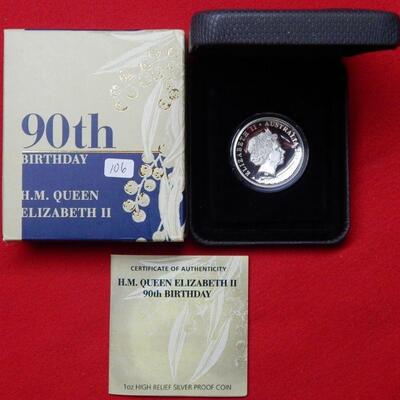 90th
BIRTHDAY
106
H.M. QUEEN
ELIZABETH II
ELIZABETH II · AUSTRALIA
CERTIFICATE OF AUTHENTICITY
H.M. QUEEN ELIZABETH II
90th BIRTHDAY
1oz HIGH RELIEF SILVER PROOF COIN